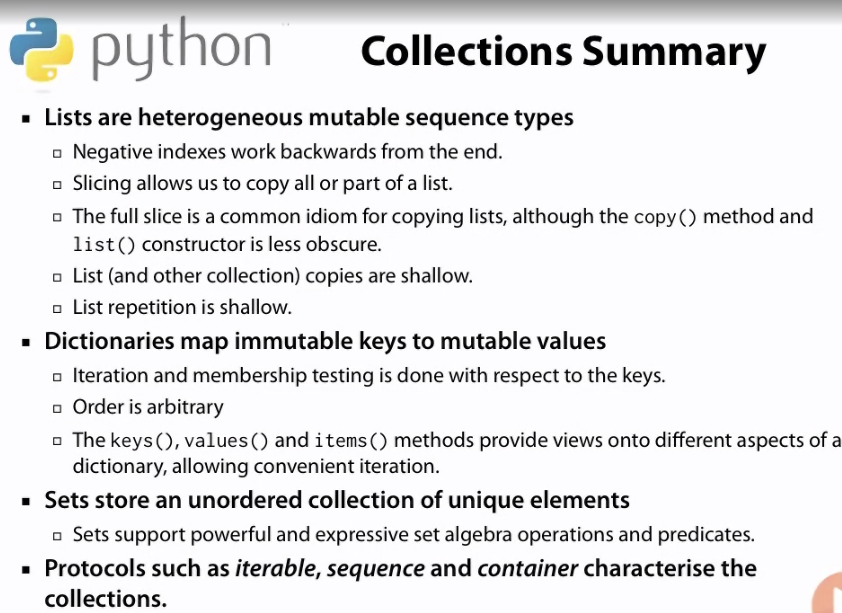 python
Collections Summary
▪ Lists are heterogeneous mutable sequence types
▫ Negative indexes work backwards from the end.
▫ Slicing allows us to copy all or part of a list.
▫ The full slice is a common idiom for copying lists, although the copy() method and
list() constructor is less obscure.
▫ List (and other collection) copies are shallow.
▫ List repetition is shallow.
▪ Dictionaries map immutable keys to mutable values
▫ Iteration and membership testing is done with respect to the keys.
▫ Order is arbitrary
▫ The keys(), values() and items() methods provide views onto different aspects of a
dictionary, allowing convenient iteration.
▪ Sets store an unordered collection of unique elements
▫ Sets support powerful and expressive set algebra operations and predicates.
▪ Protocols such as iterable, sequence and container characterise the
collections.